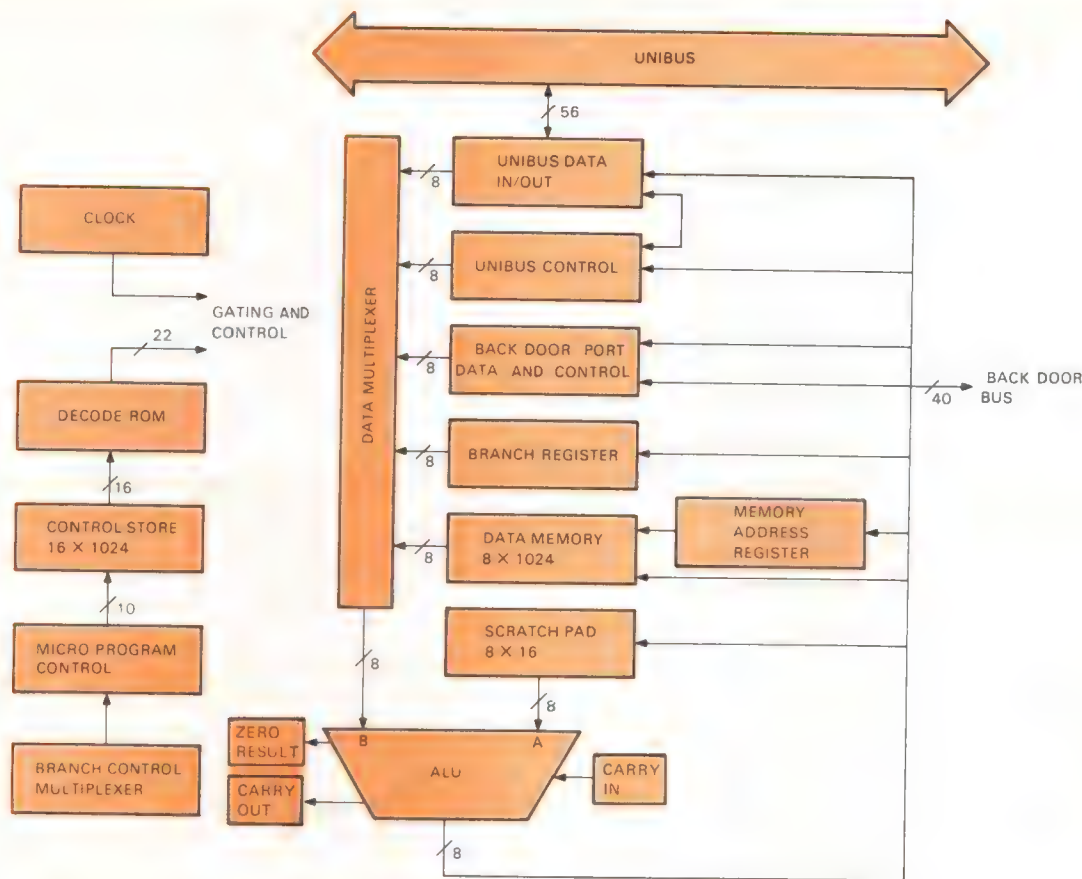 UNIBUS
56
UNIBUS DATA
IN/OUT
8
CLOCK
UNIBUS CONTROL
8
GATING AND
CONTROL
22
DATA MULTIPLEXER
BACK DOOR PORT
DATA AND CONTROL
8
BACK DOOR
BUS
40
DECODE ROM
BRANCH REGISTER
8
16
CONTROL STORE
16 × 1024
DATA MEMORY
8 × 1024
8
MEMORY
ADDRESS
REGISTER
10
MICRO PROGRAM
CONTROL
SCRATCH PAD
8 × 16
8
8
BRANCH CONTROL
MULTIPLEXER
ZERO
RESULT
B
A
ALU
CARRY
IN
CARRY
OUT
8